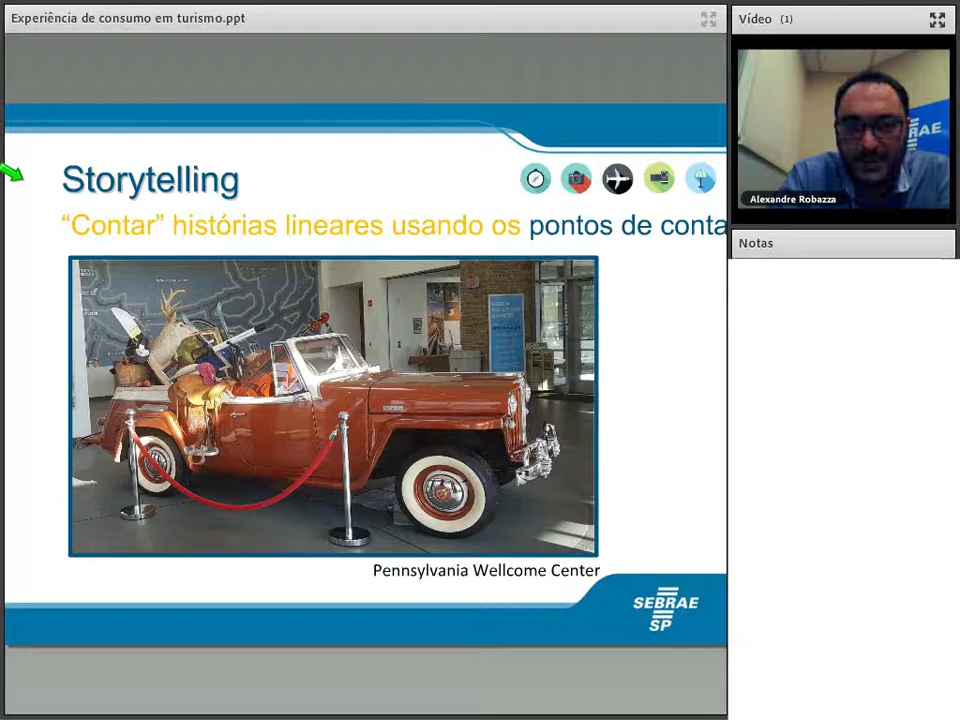 Experiência de consumo em turismo.ppt
Vídeo (1)
Storytelling
“Contar” histórias lineares usando os pontos de conta
Pennsylvania Wellcome Center
SEBRAE
SP
RAE
Alexandre Robazza
Notas